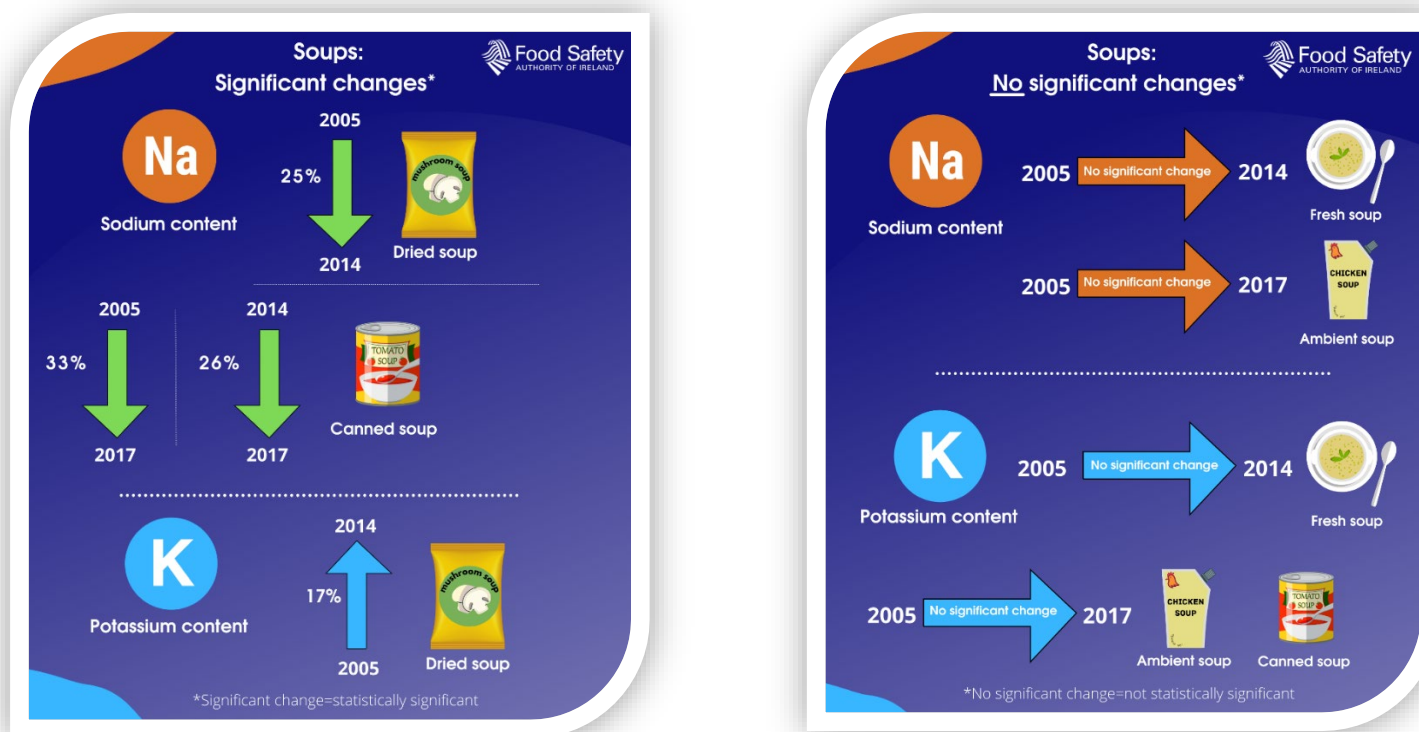 Soups:
Significant changes*
Food Safety
AUTHORITY OF IRELAND
Na
Sodium content
2005
25%
2014
mushroom soup
Dried soup
2005
33%
2017
2014
26%
2017
TOMATO
SOUP
Canned soup
K
Potassium content
2014
17%
2005
mushroom soup
Dried soup
*Significant change=statistically significant
Soups:
No significant changes*
Food Safety
AUTHORITY OF IRELAND
Na
Sodium content
2005 No significant change 2014
Fresh soup
2005 No significant change 2017
CHICKEN
SOUP
Ambient soup
K
Potassium content
2005 No significant change 2014
Fresh soup
2005 No significant change 2017
CHICKEN
SOUP
Ambient soup
TOMATO
SOUP
Canned soup
*No significant change=not statistically significant